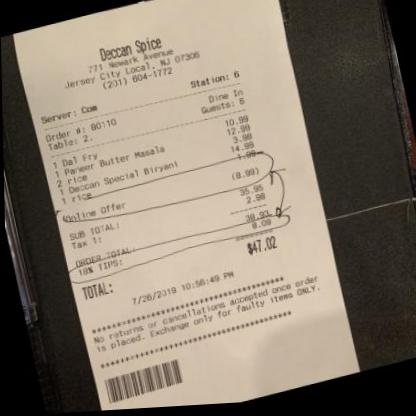 Deccan Spice
771 Newark Avenue
Jersey City Local, NJ 07306
(201) 604-1772
Station: 6
Server: Com
Order #: 80110
Dine In
Table: 2.
Guests: 6
1 Dal Fry 10.99
1 Paneer Butter Masala 12.99
2 rice 3.98
1 Deccan Special Biryani 14.99
1 rice 1.99
Online Offer (8.99)
SUB TOTAL: 35.95
Tax 1: 2.98
ORDER TOTAL: 38.93
18% TIPS: 8.09
TOTAL: $47.02
7/26/2019 10:56:49 PM
No returns or cancellations accepted once order
is placed. Exchange only for faulty items ONLY.